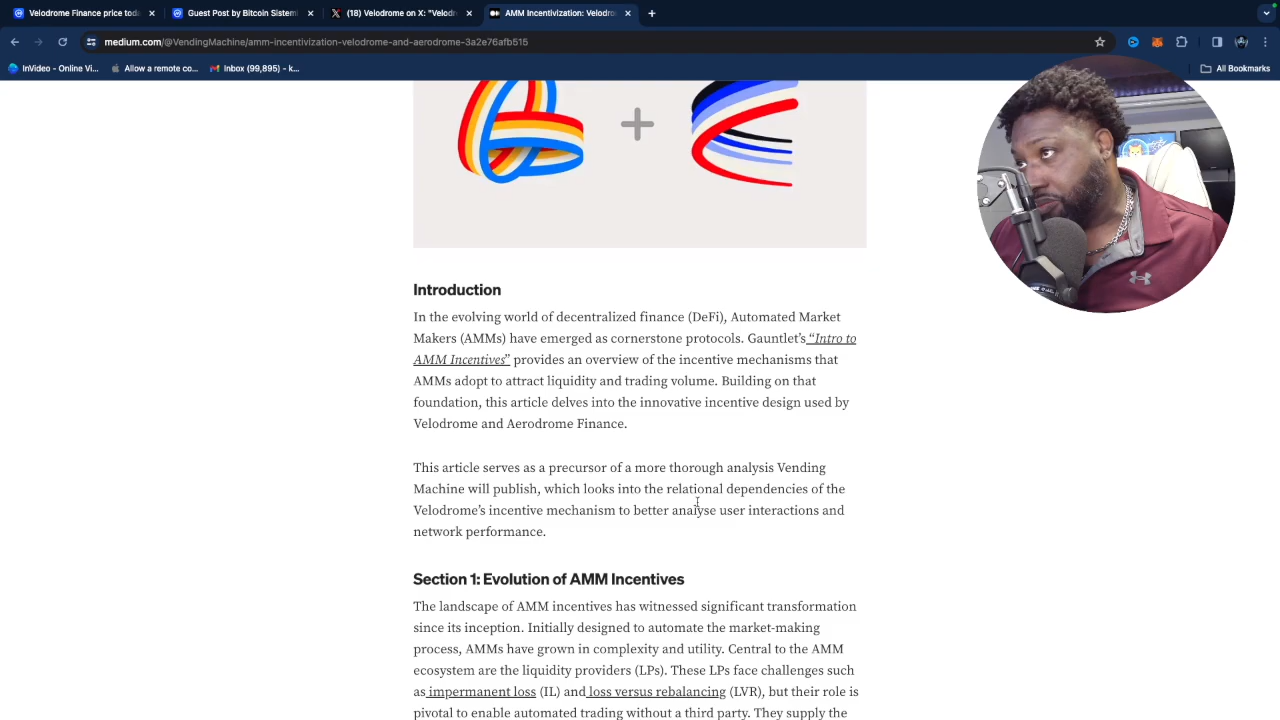 Velodrome Finance price toda
Guest Post by Bitcoin Sistemi
(18) Velodrome on X: "Velodr
AMM Incentivization: Velodro
medium.com/@VendingMachine/amm-incentivization-velodrome-and-aerodrome-3a2e76afb515
InVideo - Online Vi...
Allow a remote co...
Inbox (99,895) - k...
All Bookmarks
Introduction
In the evolving world of decentralized finance (DeFi), Automated Market
Makers (AMMs) have emerged as cornerstone protocols. Gauntlet's “Intro to
AMM Incentives” provides an overview of the incentive mechanisms that
AMMs adopt to attract liquidity and trading volume. Building on that
foundation, this article delves into the innovative incentive design used by
Velodrome and Aerodrome Finance.
This article serves as a precursor of a more thorough analysis Vending
Machine will publish, which looks into the relational dependencies of the
Velodrome's incentive mechanism to better analyse user interactions and
network performance.
Section 1: Evolution of AMM Incentives
The landscape of AMM incentives has witnessed significant transformation
since its inception. Initially designed to automate the market-making
process, AMMs have grown in complexity and utility. Central to the AMM
ecosystem are the liquidity providers (LPs). These LPs face challenges such
as impermanent loss (IL) and loss versus rebalancing (LVR), but their role is
pivotal to enable automated trading without a third party. They supply the